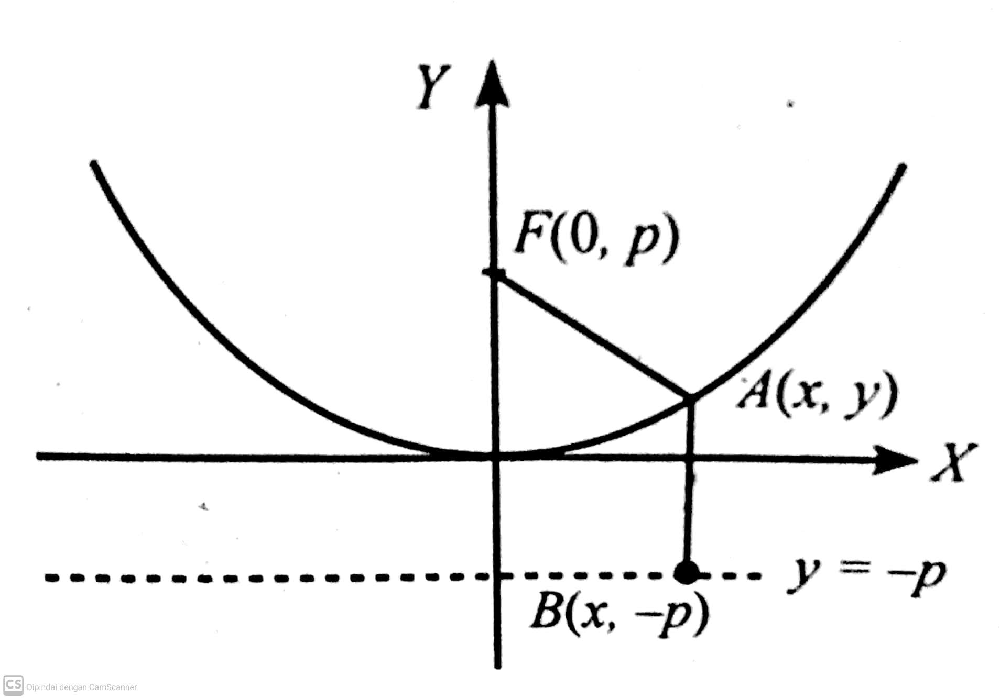 Y
F(0, p)
A(x, y)
X
y = –p
B(x, –p)
CS Dipindai dengan CamScanner